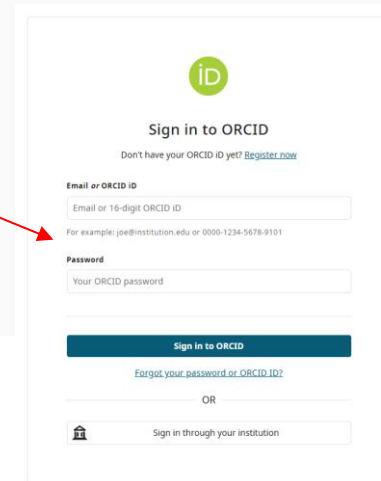 iD
Sign in to ORCID
Don't have your ORCID iD yet? Register now
Email or ORCID iD
Email or 16-digit ORCID iD
For example: joe@institution.edu or 0000-1234-5678-9101
Password
Your ORCID password
Sign in to ORCID
Forgot your password or ORCID ID?
OR
Sign in through your institution